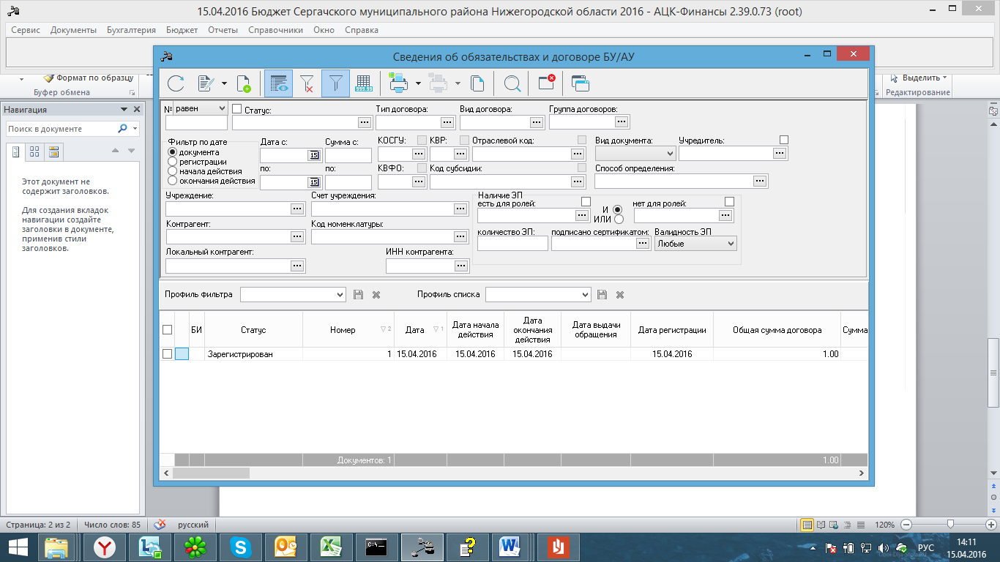 15.04.2016 Бюджет Сергачского муниципального района Нижегородской области 2016 - АЦК-Финансы 2.39.0.73 (root)
Сервис Документы Бухгалтерия Бюджет Отчеты Справочники Окно Справка
Сведения об обязательствах и договоре БУ/АУ
Формат по образцу
Буфер обмена
Выделить
Редактирование
Навигация
Поиск в документе
Этот документ не
содержит заголовков.
Для создания вкладок
навигации создайте
заголовки в документе,
применив стили
заголовков.
№ равен Статус: Тип договора: Вид договора: Группа договоров:
Фильтр по дате Дата с: Сумма с: КОСГУ: КВР: Отраслевой код: Вид документа: Учредитель:
документа
регистрации
начала действия
окончания действия
по: по: КВФО: Код субсидии: Способ определения:
Учреждение: Счет учреждения:
Наличие ЭП
есть для ролей: И ИЛИ нет для ролей:
Контрагент: Код номенклатуры:
количество ЭП: подписано сертификатом: Валидность ЭП
Любые
Локальный контрагент: ИНН контрагента:
Профиль фильтра Профиль списка
БИ Статус Номер 2 Дата 1 Дата начала действия Дата окончания действия Дата выдачи обращения Дата регистрации Общая сумма договора Сумма
Зарегистрирован 1 15.04.2016 15.04.2016 15.04.2016 15.04.2016 1.00
Документов: 1 1.00
Страница: 2 из 2 Число слов: 85 русский 120%
РУС 14:11
15.04.2016